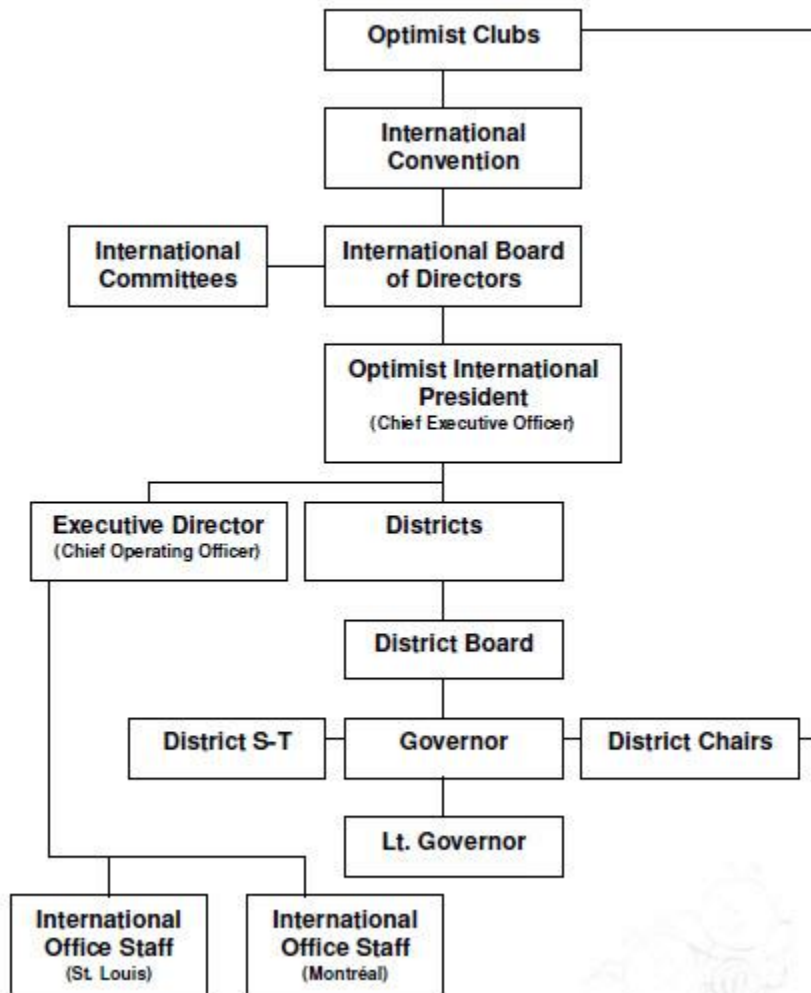 Optimist Clubs
International
Convention
International
Committees
International Board
of Directors
Optimist International
President
(Chief Executive Officer)
Executive Director
(Chief Operating Officer)
Districts
District Board
District S-T
Governor
District Chairs
Lt. Governor
International
Office Staff
(St. Louis)
International
Office Staff
(Montréal)